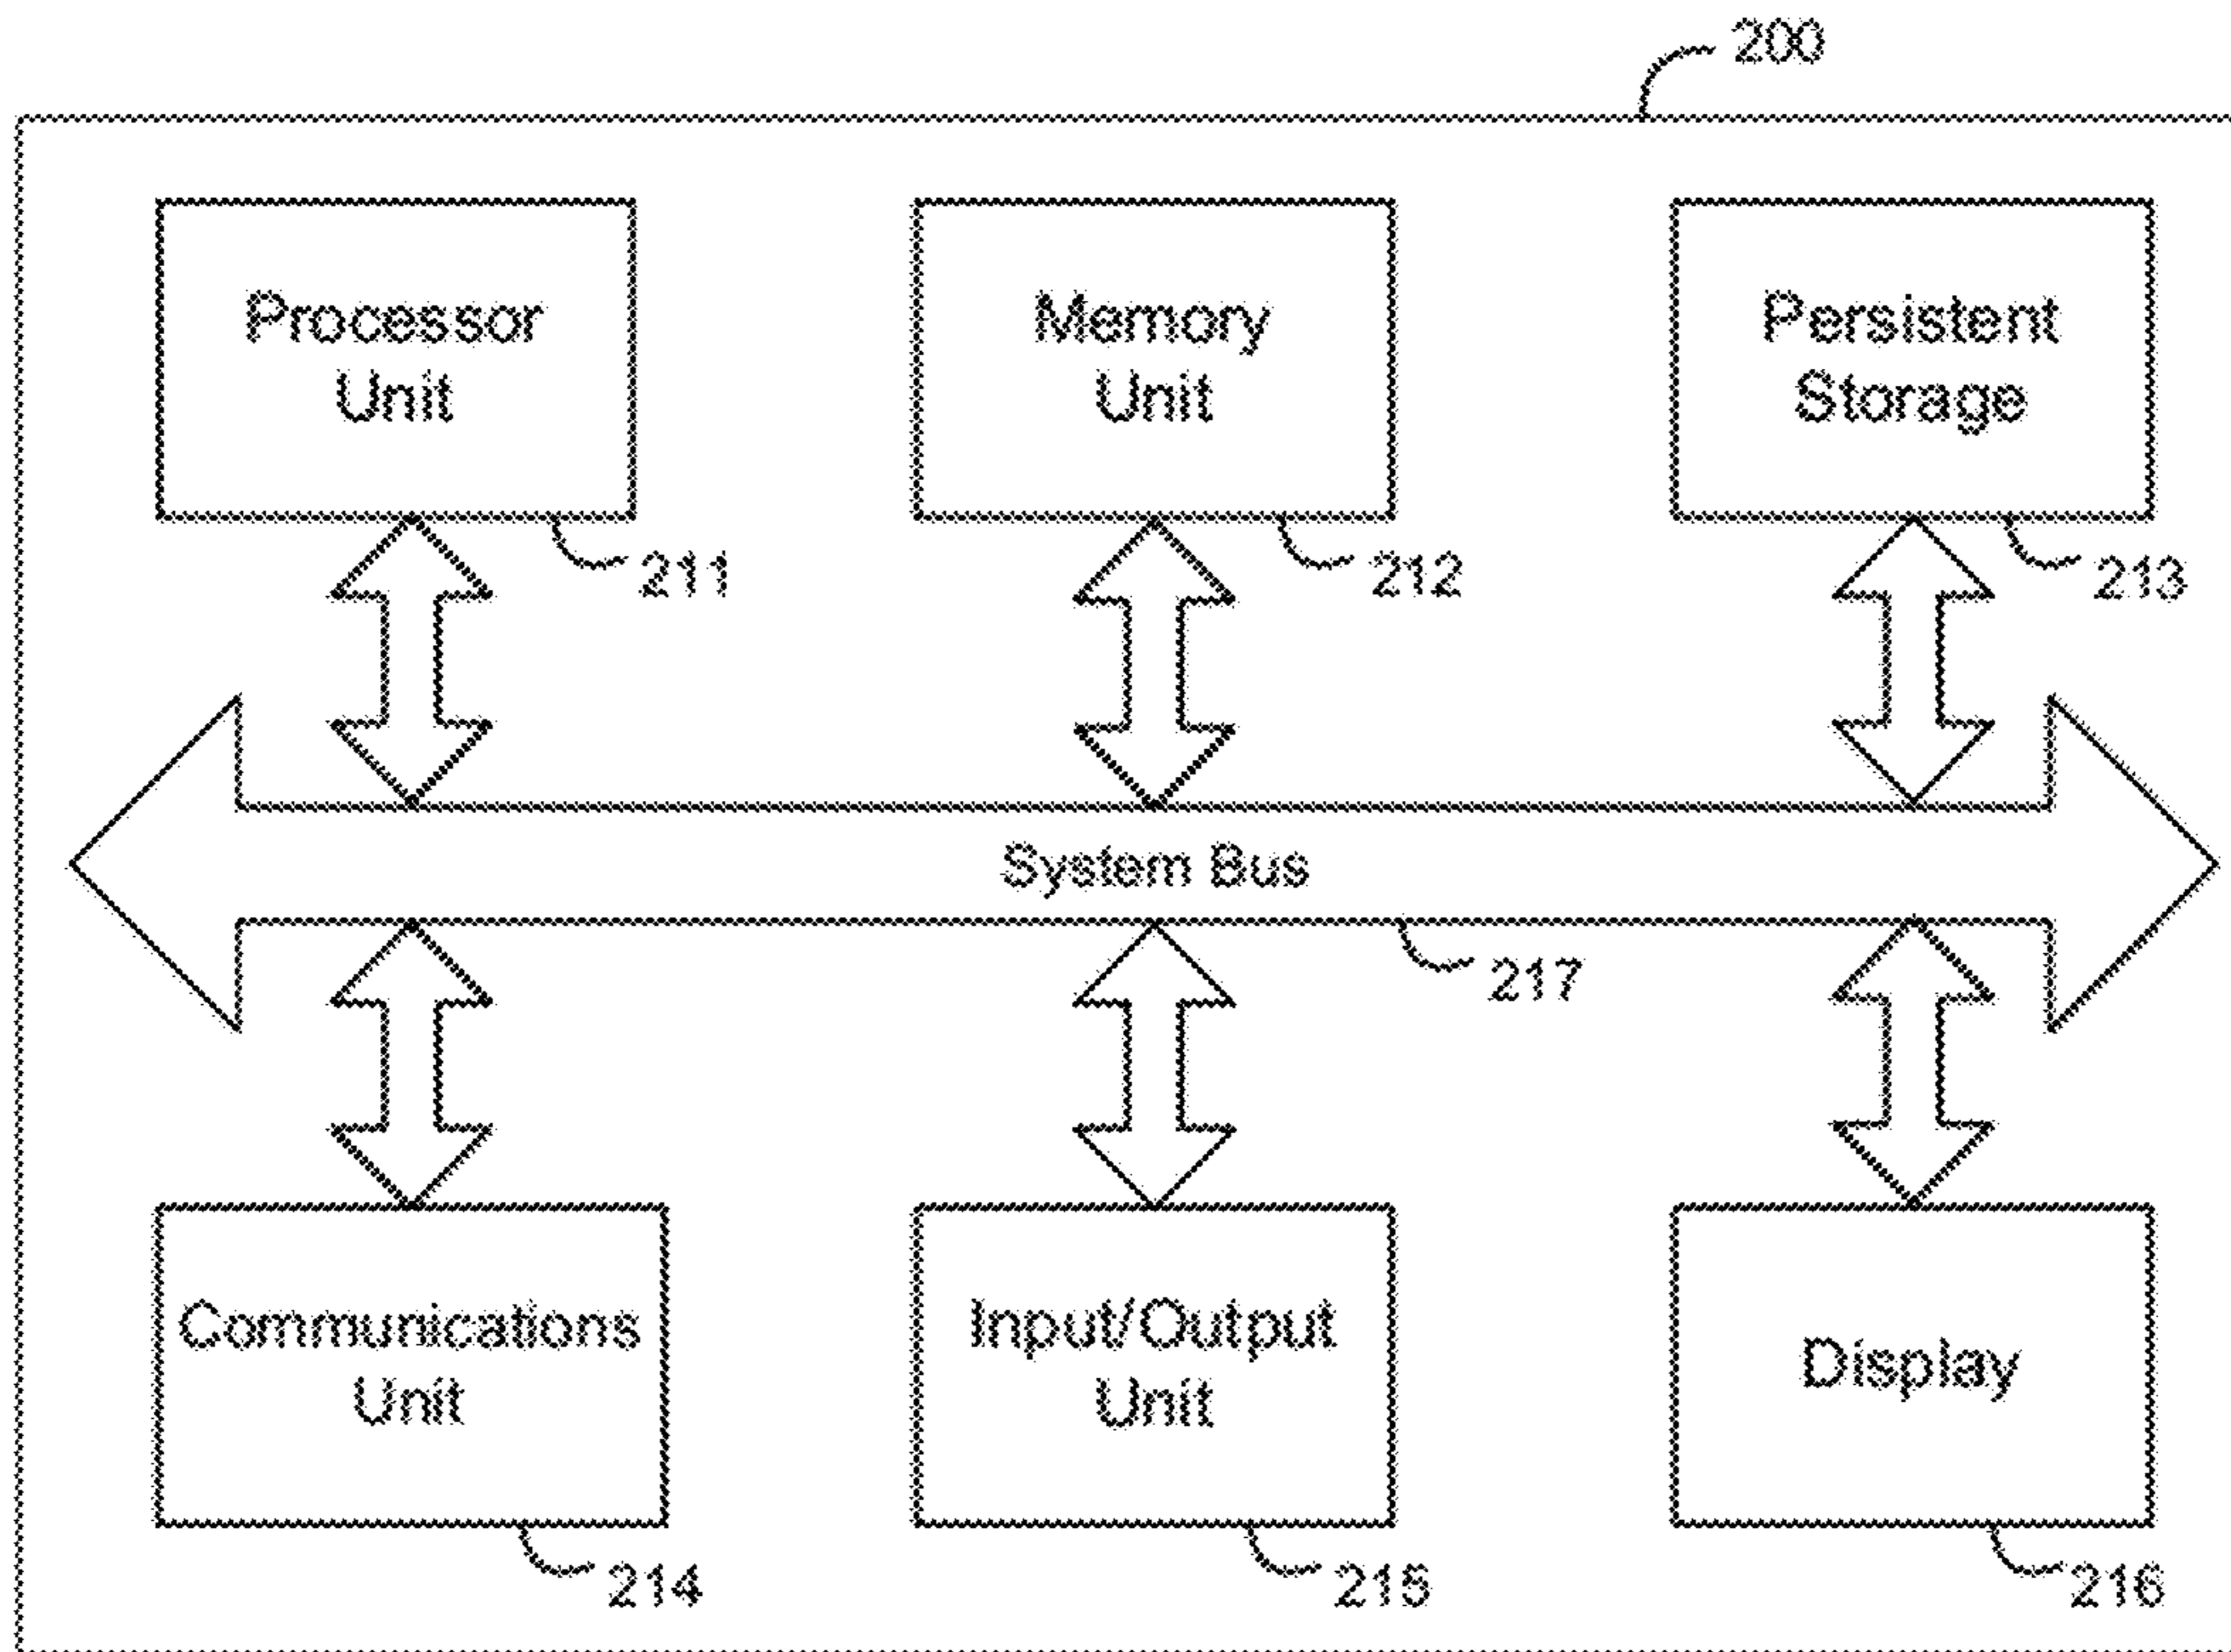 200
Processor
Unit
Memory
Unit
Persistent
Storage
211
212
213
System Bus
217
Communications
Unit
Input/Output
Unit
Display
214
215
216